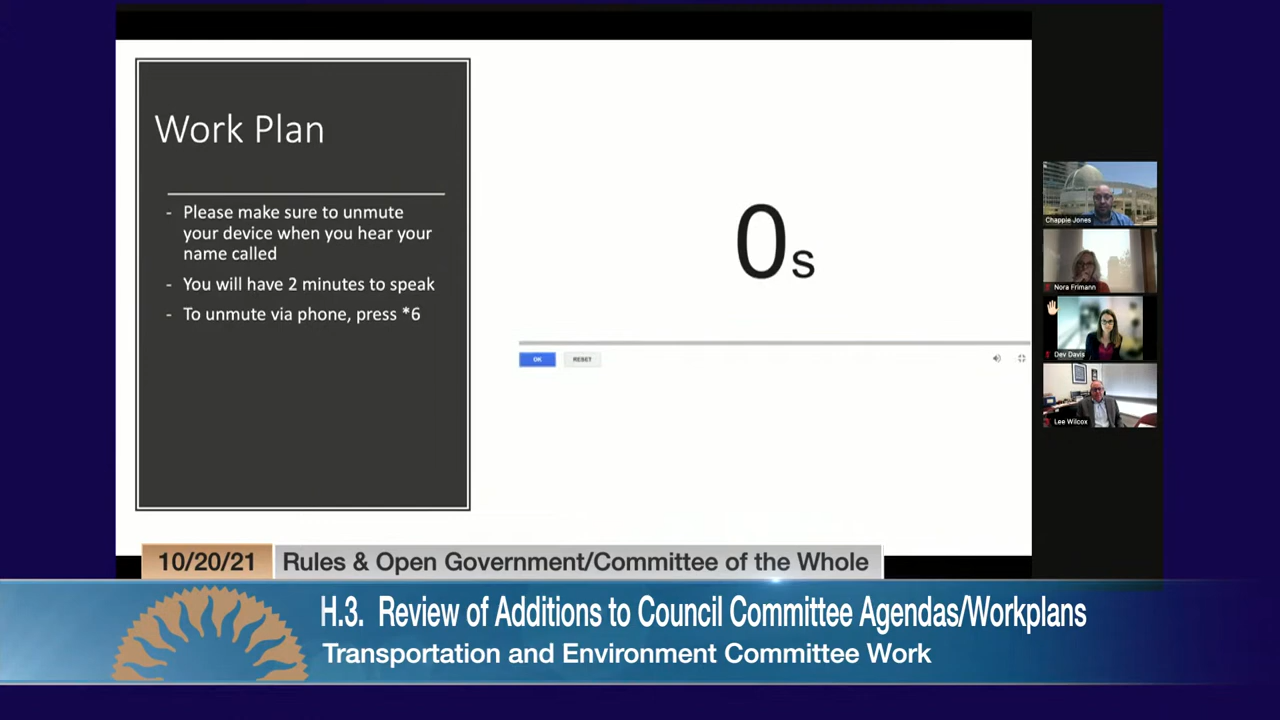 Work Plan
- Please make sure to unmute
your device when you hear your
name called
- You will have 2 minutes to speak
- To unmute via phone, press *6
0s
OK RESET
Chappie Jones
Nora Frimann
Dev Davis
Lee Wilcox
10/20/21 Rules & Open Government/Committee of the Whole
H.3. Review of Additions to Council Committee Agendas/Workplans
Transportation and Environment Committee Work